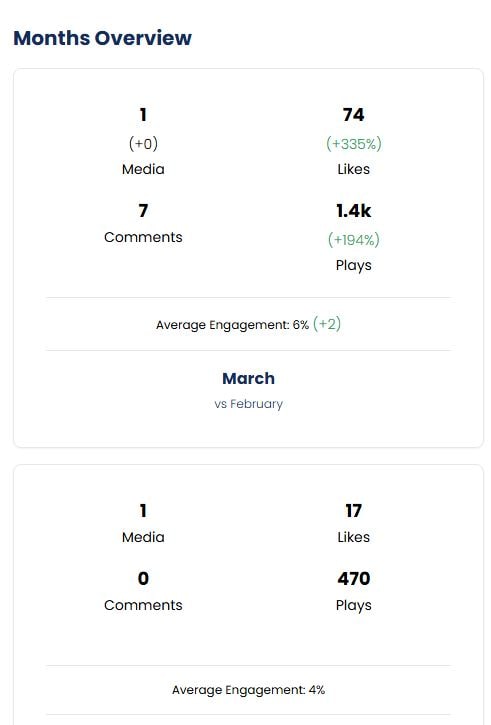 Months Overview
1
(+0)
Media
74
(+335%)
Likes
7
Comments
1.4k
(+194%)
Plays
Average Engagement: 6% (+2)
March
vs February
1
Media
17
Likes
0
Comments
470
Plays
Average Engagement: 4%